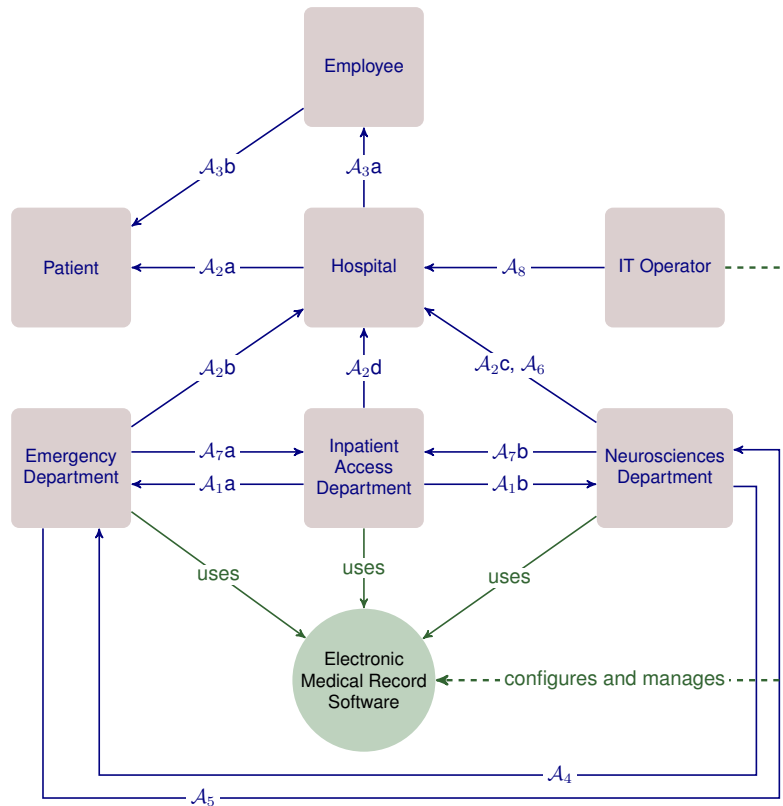 Employee
𝒜₃b
𝒜₃a
Patient
𝒜₂a
Hospital
𝒜₈
IT Operator
𝒜₂b
𝒜₂d
𝒜₂c, 𝒜₆
Emergency
Department
𝒜₇a
𝒜₁a
Inpatient
Access
Department
𝒜₇b
𝒜₁b
Neurosciences
Department
uses
uses
uses
Electronic
Medical Record
Software
configures and manages
𝒜₄
𝒜₅